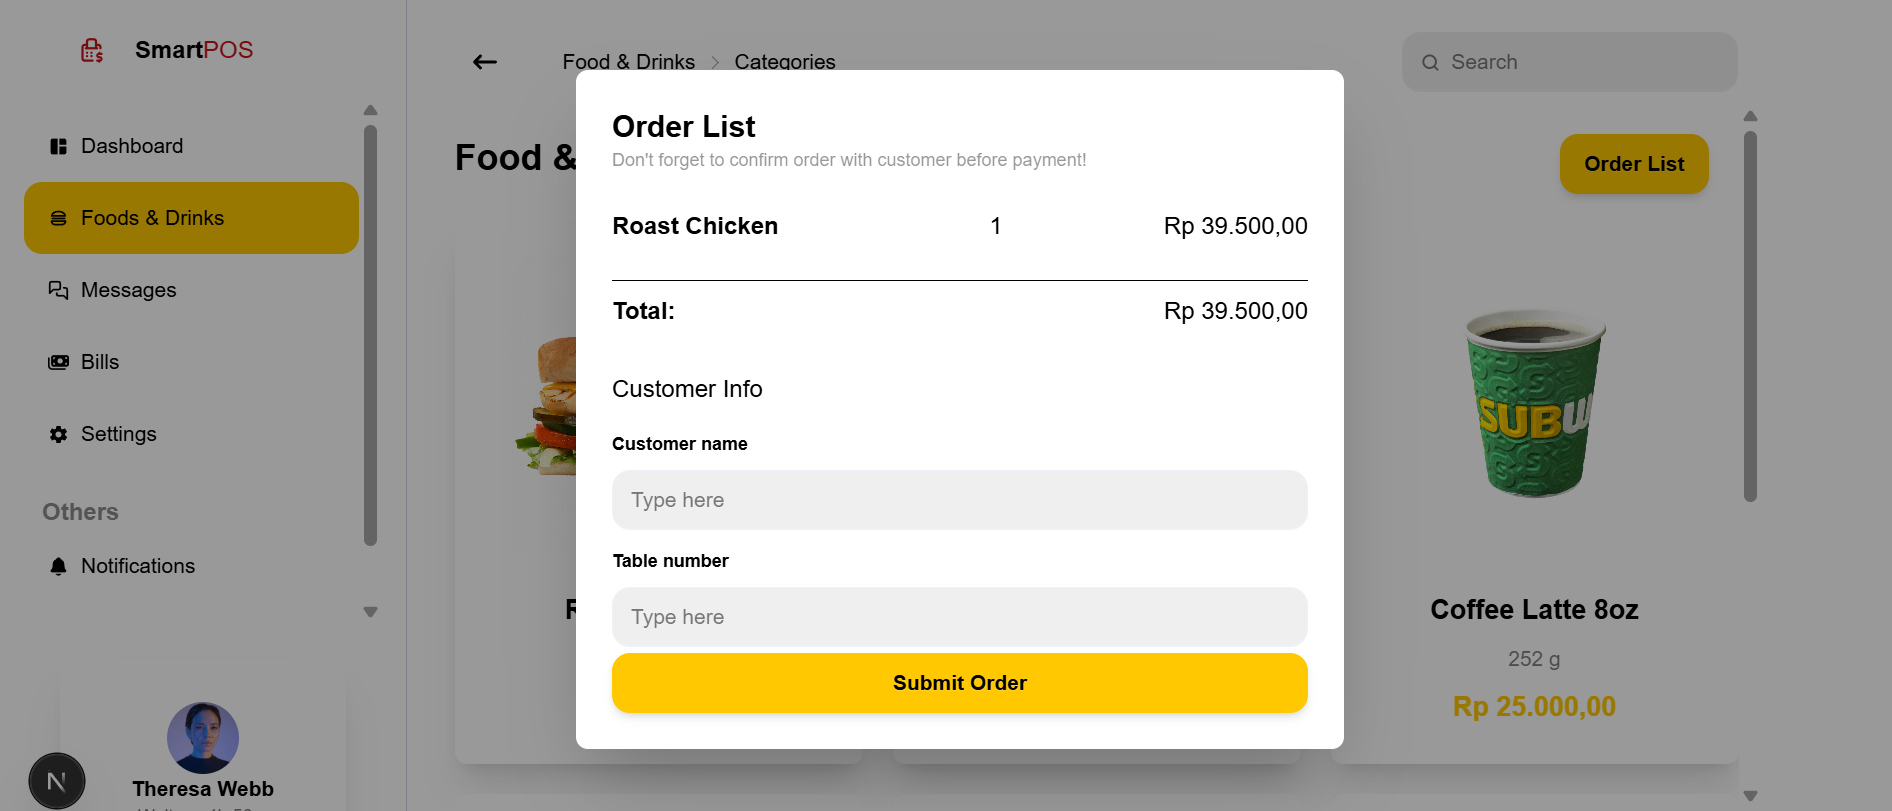 SmartPOS
Dashboard
Foods & Drinks
Messages
Bills
Settings
Others
Notifications
Theresa Webb
Food & Drinks > Categories
Search
Food &
Order List
Order List
Don't forget to confirm order with customer before payment!
Roast Chicken 1 Rp 39.500,00
Total: Rp 39.500,00
Customer Info
Customer name
Type here
Table number
Type here
Submit Order
SUBW
Coffee Latte 8oz
252 g
Rp 25.000,00
N